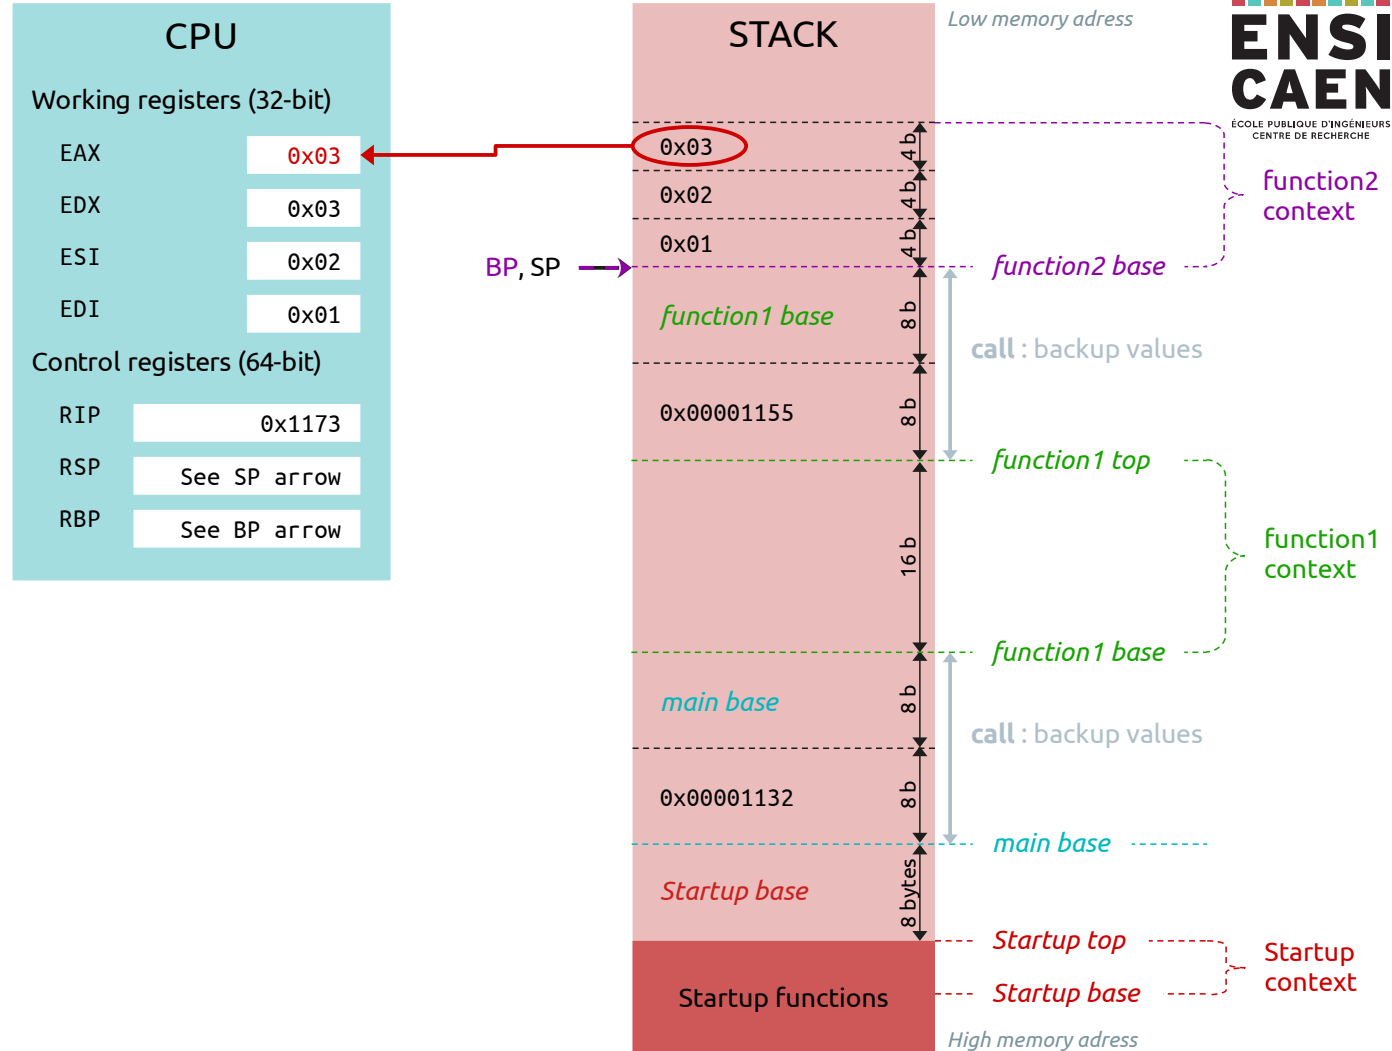 CPU
Working registers (32-bit)
EAX 0x03
EDX 0x03
ESI 0x02
EDI 0x01
Control registers (64-bit)
RIP 0x1173
RSP See SP arrow
RBP See BP arrow
STACK
Low memory adress
0x03
4 b
0x02
4 b
0x01
4 b
BP, SP
function2 base
function2
context
function1 base
8 b
call : backup values
0x00001155
8 b
function1 top
16 b
function1
context
function1 base
main base
8 b
call : backup values
0x00001132
8 b
main base
Startup base
8 bytes
Startup top
Startup functions
Startup base
Startup
context
High memory adress
ENSI
CAEN
ÉCOLE PUBLIQUE D'INGÉNIEURS
CENTRE DE RECHERCHE